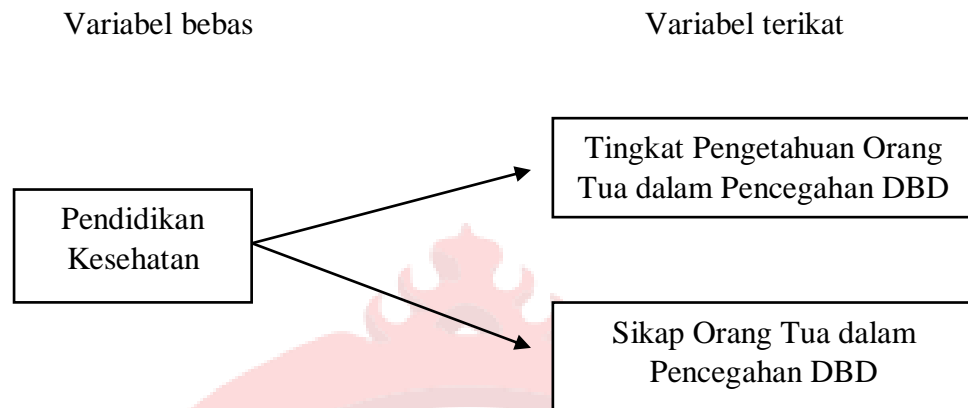 Variabel bebas
Variabel terikat
Pendidikan
Kesehatan
Tingkat Pengetahuan Orang
Tua dalam Pencegahan DBD
Sikap Orang Tua dalam
Pencegahan DBD